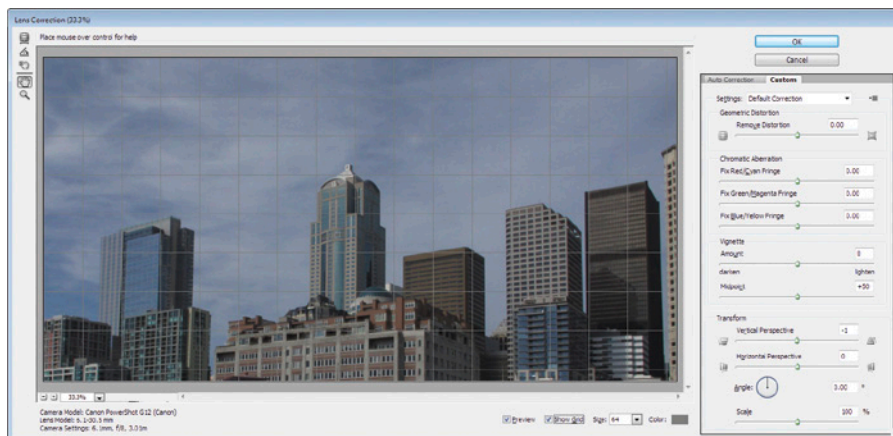 Lens Correction (33.3%)
Place mouse over control for help
OK
Cancel
Auto Correction Custom
Settings: Default Correction
Geometric Distortion
Remove Distortion 0.00
Chromatic Aberration
Fix Red/Cyan Fringe 0.00
Fix Green/Magenta Fringe 0.00
Fix Blue/Yellow Fringe 0.00
Vignette
Amount 0
darken lighten
Midpoint +50
Transform
Vertical Perspective -1
Horizontal Perspective 0
Angle: 0.00 °
Scale 100 %
33.3%
Camera Model: Canon PowerShot G12 (Canon)
Lens Model: 6.1-30.5 mm
Camera Settings: 6.1mm, f/8, 3.01m
Preview Show Grid Size: 64 Color: